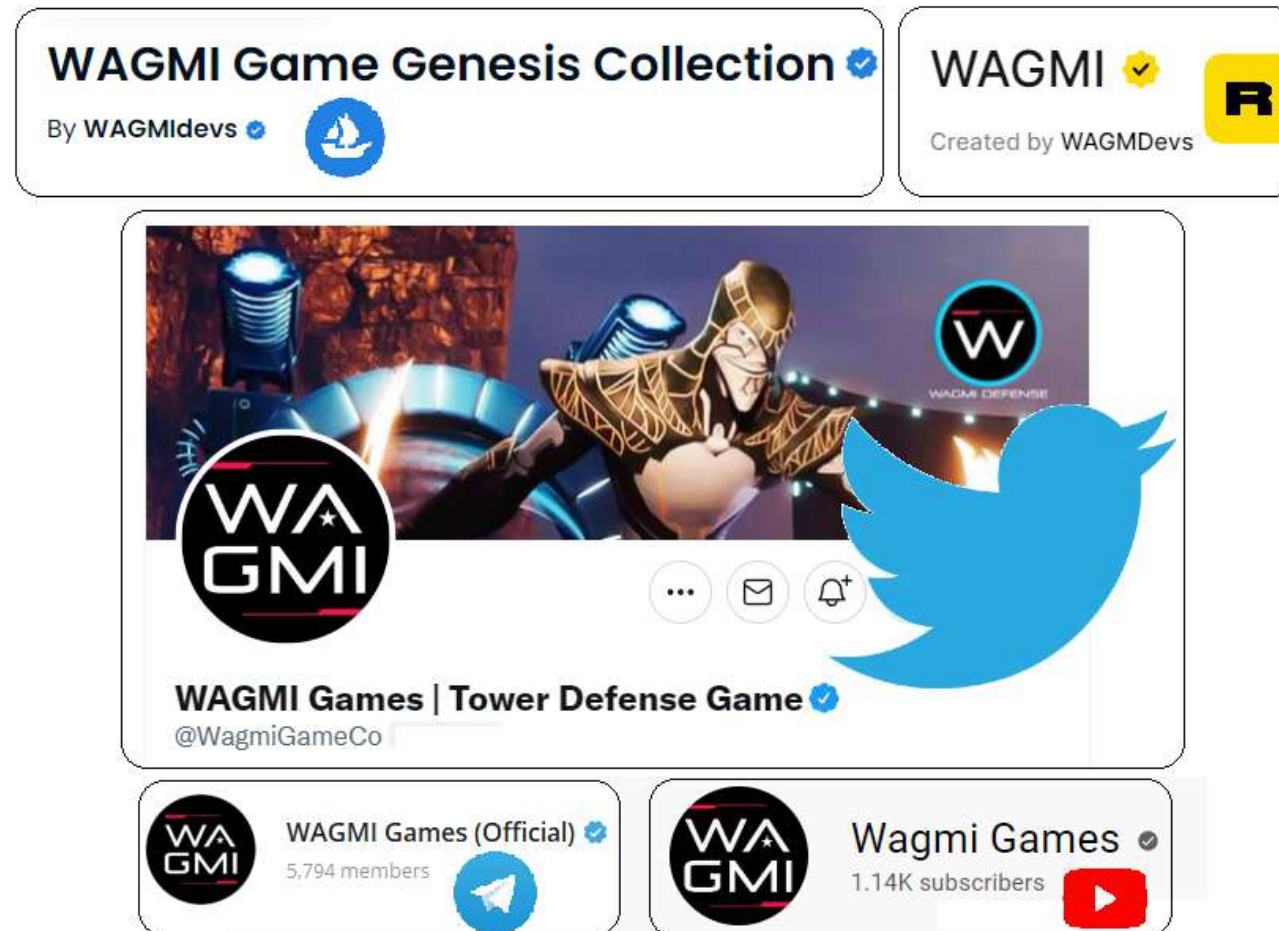 WAGMI Game Genesis Collection
By WAGMIdevs
WAGMI
Created by WAGMDevs
R
W
WAGMI DEFENSE
WA
GMI
WAGMI Games | Tower Defense Game
@WagmiGameCo
WA
GMI
WAGMI Games (Official)
5,794 members
WA
GMI
Wagmi Games
1.14K subscribers